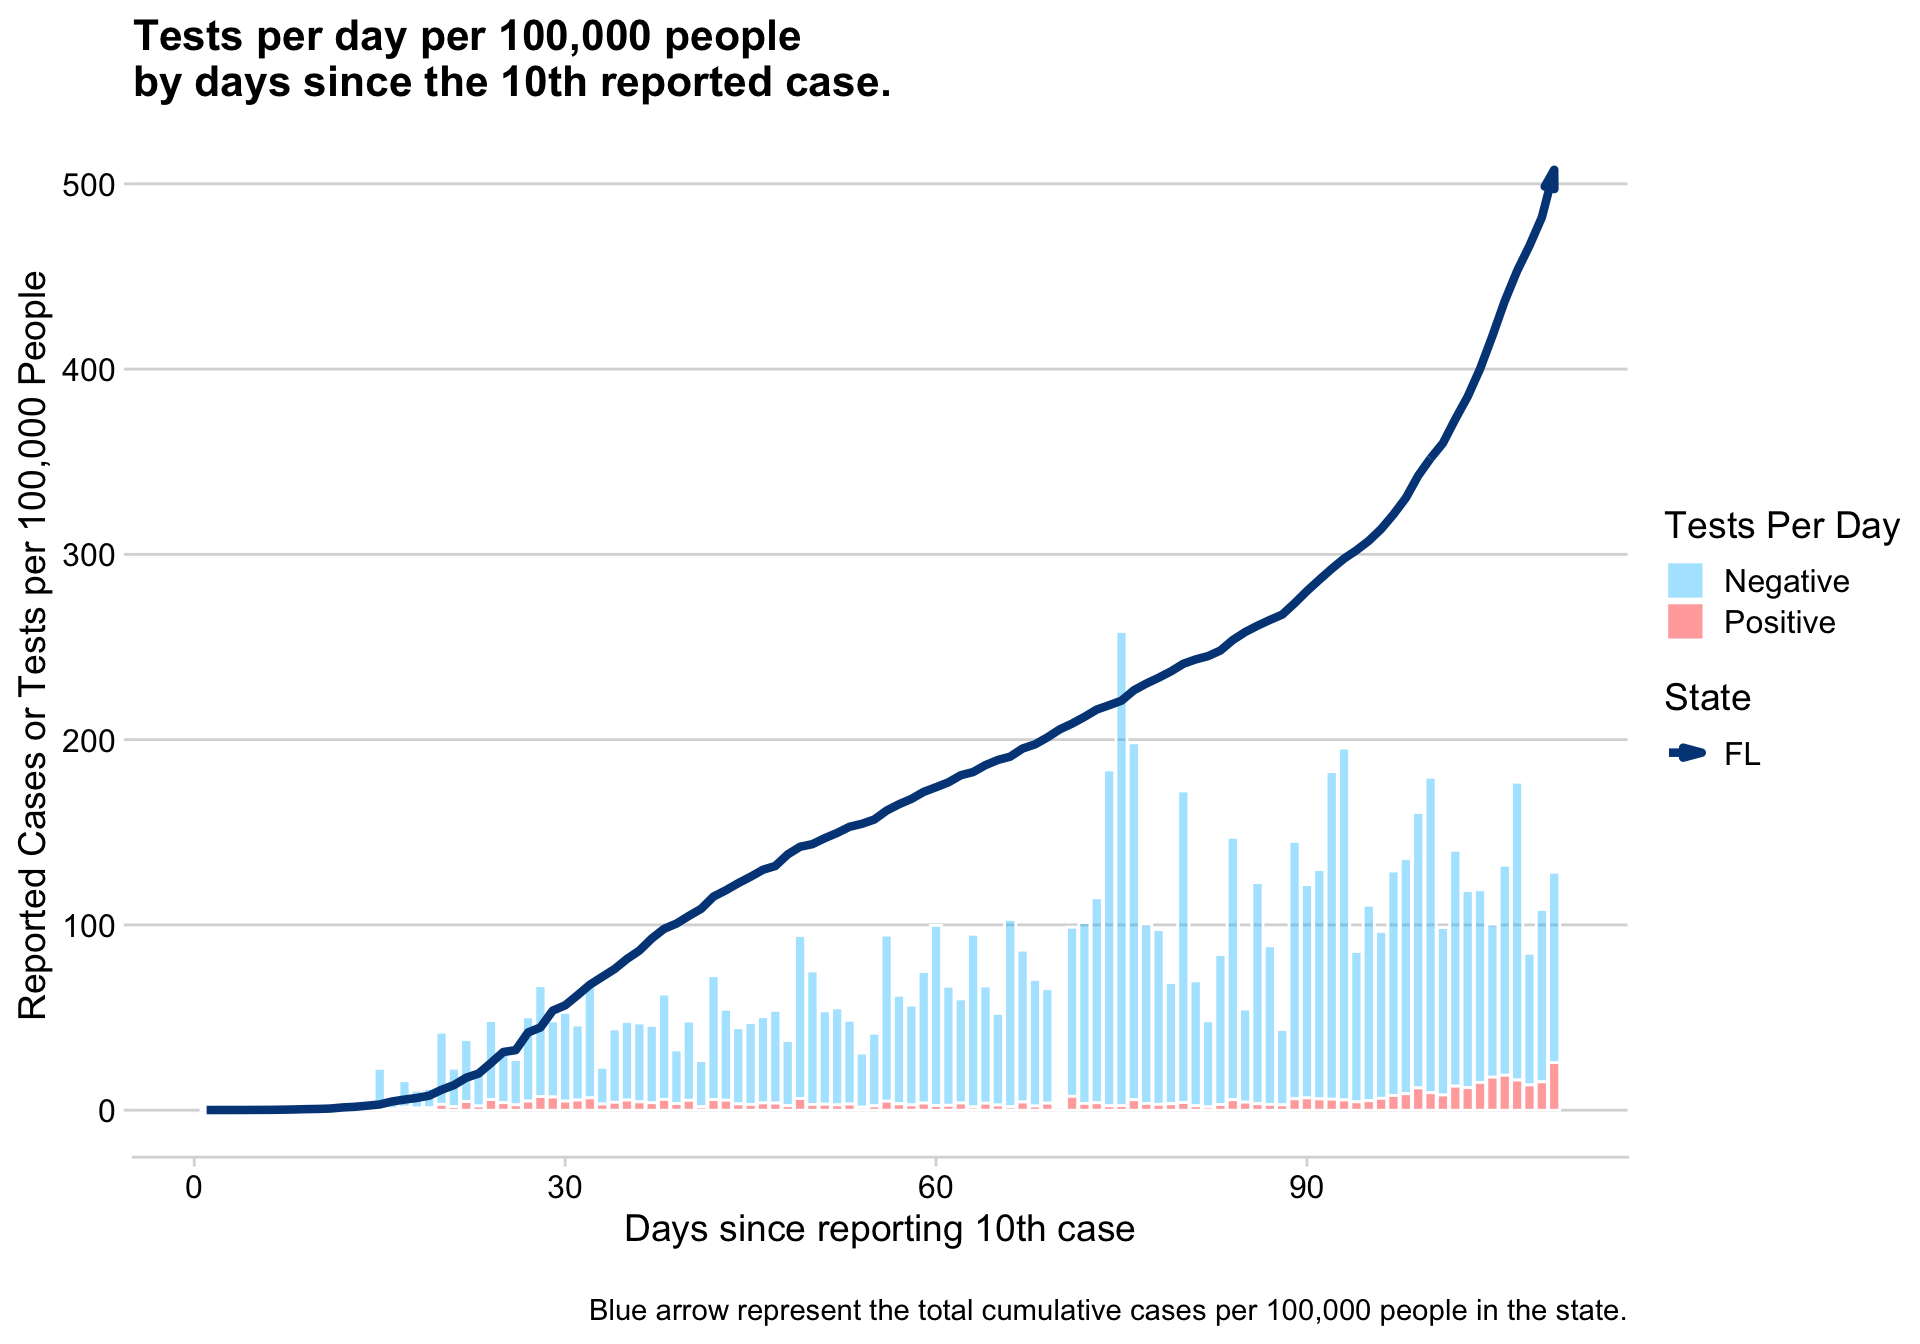 Tests per day per 100,000 people
by days since the 10th reported case.
Reported Cases or Tests per 100,000 People
500
400
300
200
100
0
0
30
60
90
Days since reporting 10th case
Tests Per Day
Negative
Positive
State
FL
Blue arrow represent the total cumulative cases per 100,000 people in the state.